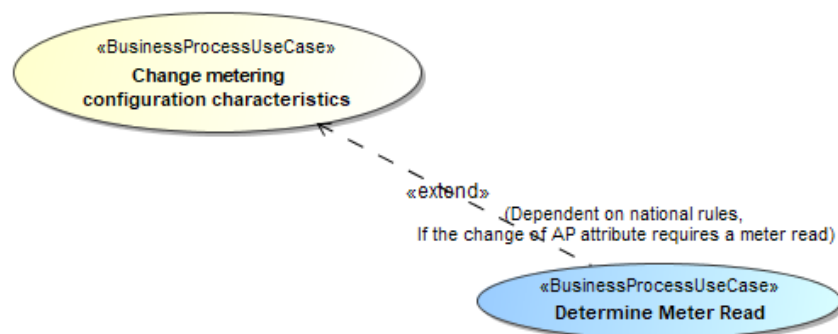 «BusinessProcessUseCase»
Change metering
configuration characteristics
«extend»
(Dependent on national rules,
If the change of AP attribute requires a meter read)
«BusinessProcessUseCase»
Determine Meter Read